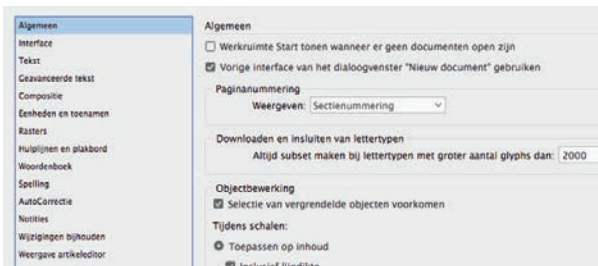 Algemeen
Interface
Tekst
Geavanceerde tekst
Compositie
Eenheden en toenamen
Rasters
Hulplijnen en plakbord
Woordenboek
Spelling
AutoCorrectie
Notities
Wijzigingen bijhouden
Weergave artikeleditor
Algemeen
Werkruimte Start tonen wanneer er geen documenten open zijn
Vorige interface van het dialoogvenster "Nieuw document" gebruiken
Paginanummering
Weergeven: Sectienummering
Downloaden en insluiten van lettertypen
Altijd subset maken bij lettertypen met groter aantal glyphs dan: 2000
Objectbewerking
Selectie van vergrendelde objecten voorkomen
Tijdens schalen:
Toepassen op inhoud
Inclusief lijndikte